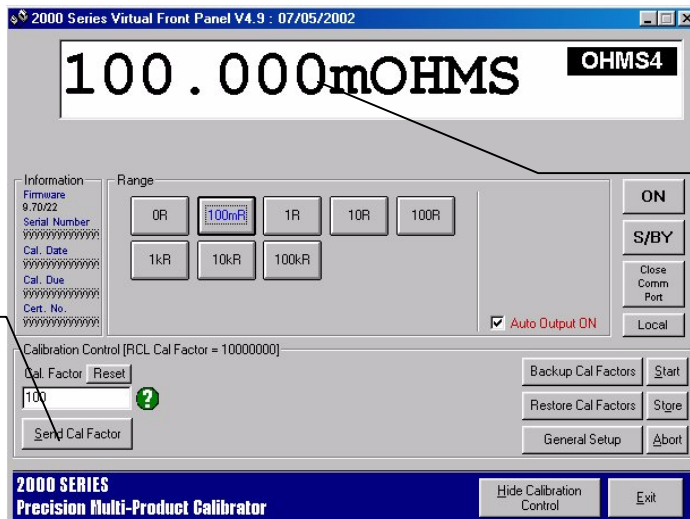 2000 Series Virtual Front Panel V4.9 : 07/05/2002
100.000mOHMS
OHMS4
Information
Firmware
9.70/22
Serial Number
ÿÿÿÿÿÿÿÿÿÿÿÿ
Cal. Date
ÿÿÿÿÿÿÿÿÿÿÿÿ
Cal. Due
ÿÿÿÿÿÿÿÿÿÿÿÿ
Cert. No.
ÿÿÿÿÿÿÿÿÿÿÿÿ
Range
0R 100mR 1R 10R 100R
1kR 10kR 100kR
Auto Output ON
ON
S/BY
Close
Comm
Port
Local
Calibration Control [RCL Cal Factor = 10000000]
Cal. Factor Reset
100 ?
Send Cal Factor
Backup Cal Factors Start
Restore Cal Factors Store
General Setup Abort
2000 SERIES
Precision Multi-Product Calibrator
Hide Calibration
Control
Exit